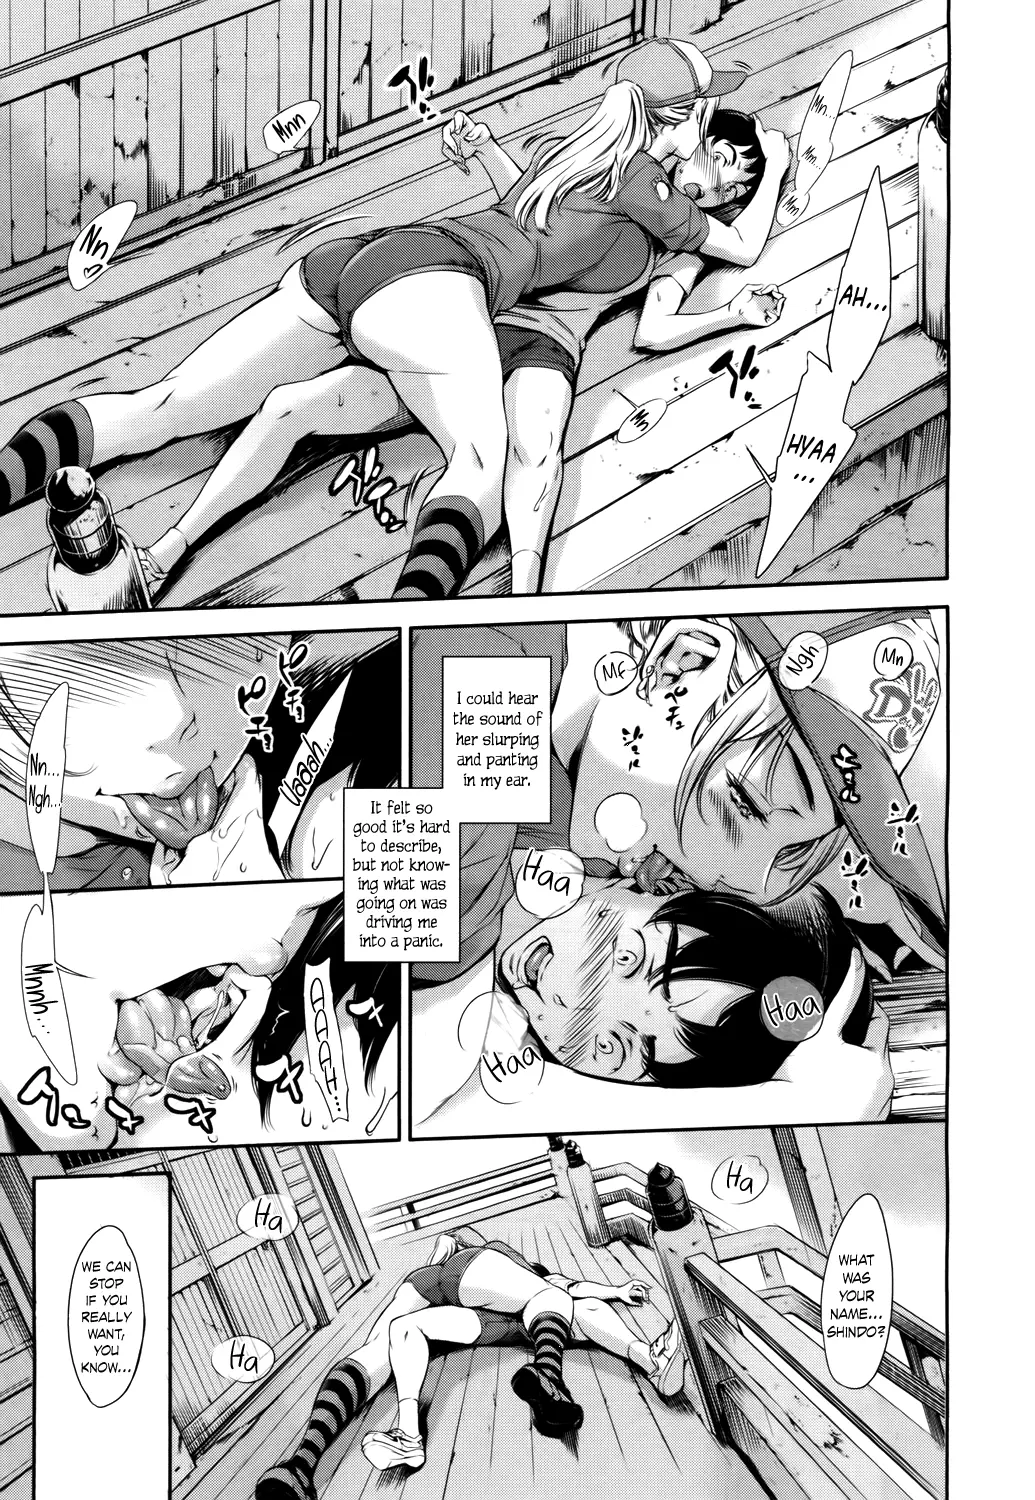 Mn...
Mn...
Mn
Mnn
Nn
AH...
HYAA
...
Mn
I could hear
the sound of
her slurping
and panting
in my ear.
It felt so
good it's hard
to describe,
but not know-
ing what was
going on was
driving me
into a panic.
Mn
Ngh
Mf
Haa
Haa
Haa
Uaaah...
Nn...
Ngh...
Mnnh...
WHAT
WAS
YOUR
NAME...
SHINDO?
Ha
Ha
Ha
WE CAN
STOP
IF YOU
REALLY
WANT,
YOU
KNOW...